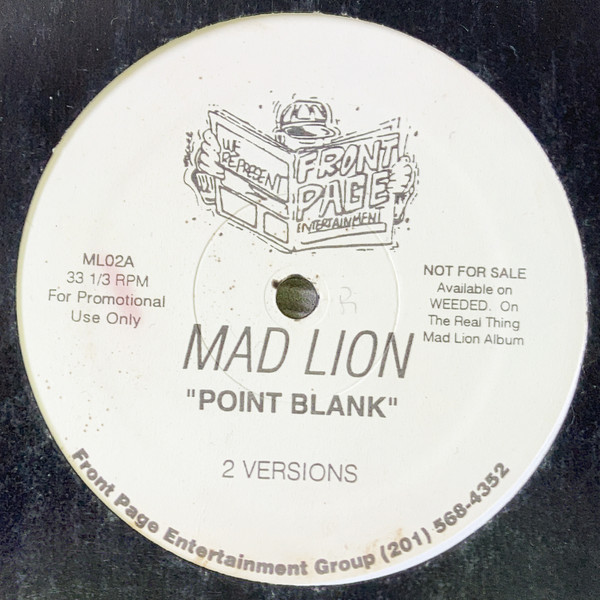 WE
REPRESENT
FRONT
PAGE
ENTERTAINMENT
ML02A
33 1/3 RPM
For Promotional
Use Only
NOT FOR SALE
Available on
WEEDED. On
The Real Thing
Mad Lion Album
R
MAD LION
"POINT BLANK"
2 VERSIONS
Front Page Entertainment Group (201) 568-4352